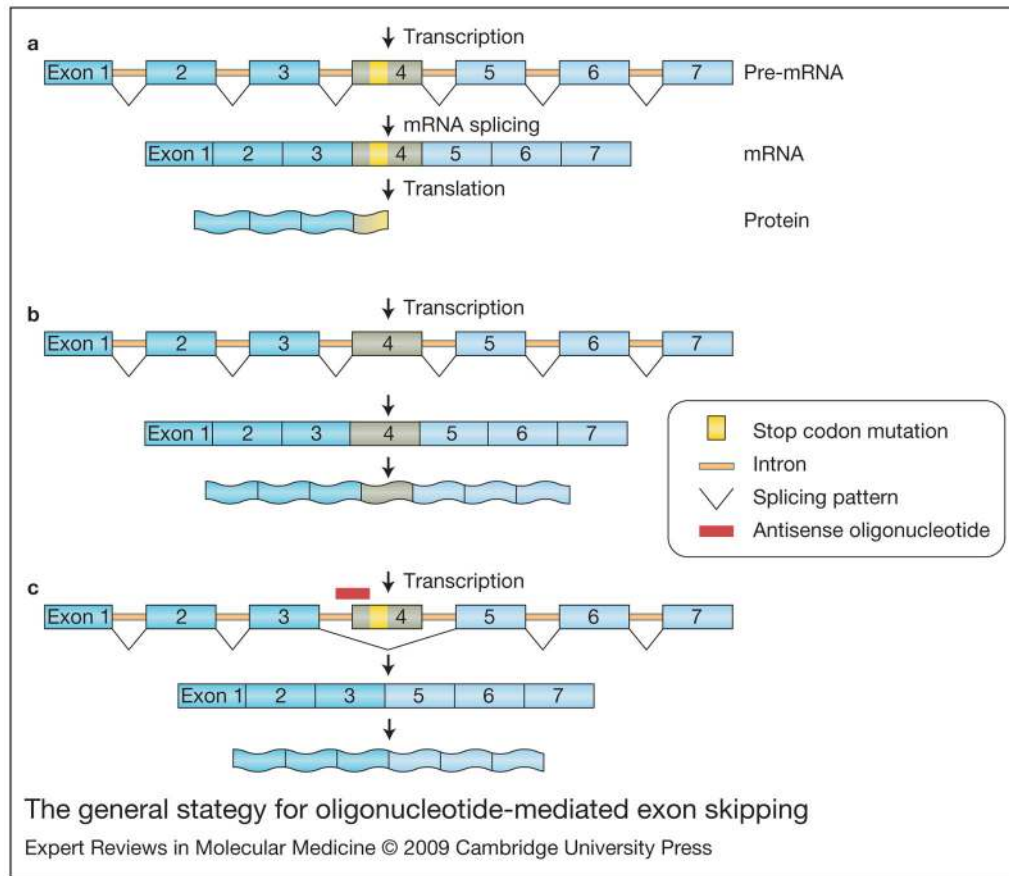 Transcription
a
Exon 1 2 3 4 5 6 7 Pre-mRNA
mRNA splicing
Exon 1 2 3 4 5 6 7 mRNA
Translation
Protein
Transcription
b
Exon 1 2 3 4 5 6 7
Exon 1 2 3 4 5 6 7
Stop codon mutation
Intron
Splicing pattern
Antisense oligonucleotide
Transcription
c
Exon 1 2 3 4 5 6 7
Exon 1 2 3 5 6 7
The general stategy for oligonucleotide-mediated exon skipping
Expert Reviews in Molecular Medicine © 2009 Cambridge University Press